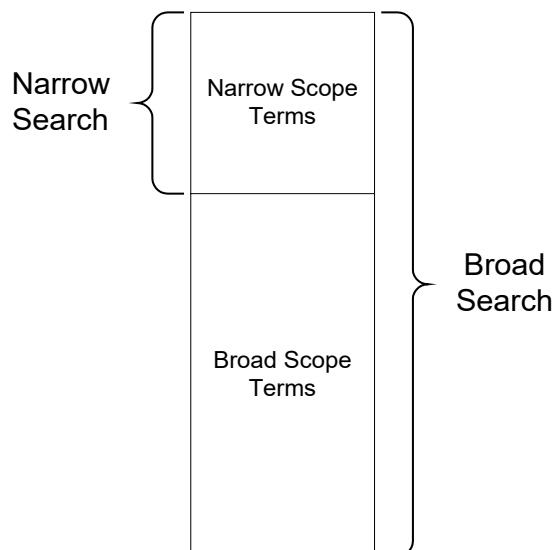 Narrow
Search
Narrow Scope
Terms
Broad
Search
Broad Scope
Terms